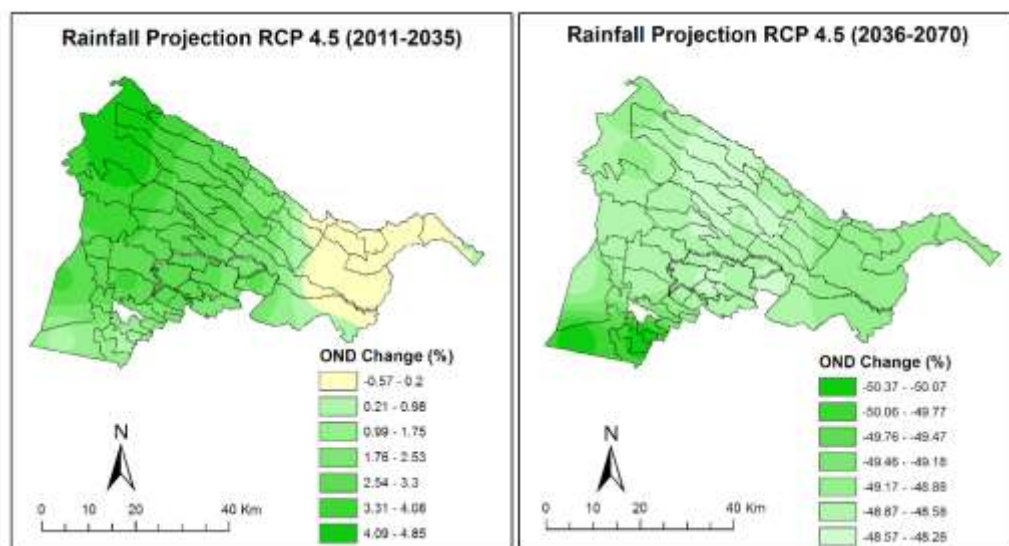 Rainfall Projection RCP 4.5 (2011-2035)
OND Change (%)
-0.57 - 0.2
0.21 - 0.98
0.99 - 1.75
1.76 - 2.53
2.54 - 3.3
3.31 - 4.08
4.09 - 4.85
N
0 10 20 40 Km
Rainfall Projection RCP 4.5 (2036-2070)
OND Change (%)
-50.37 - -50.07
-50.06 - -49.77
-49.76 - -49.47
-49.46 - -49.18
-49.17 - -48.88
-48.87 - -48.58
-48.57 - -48.28
N
0 10 20 40 Km